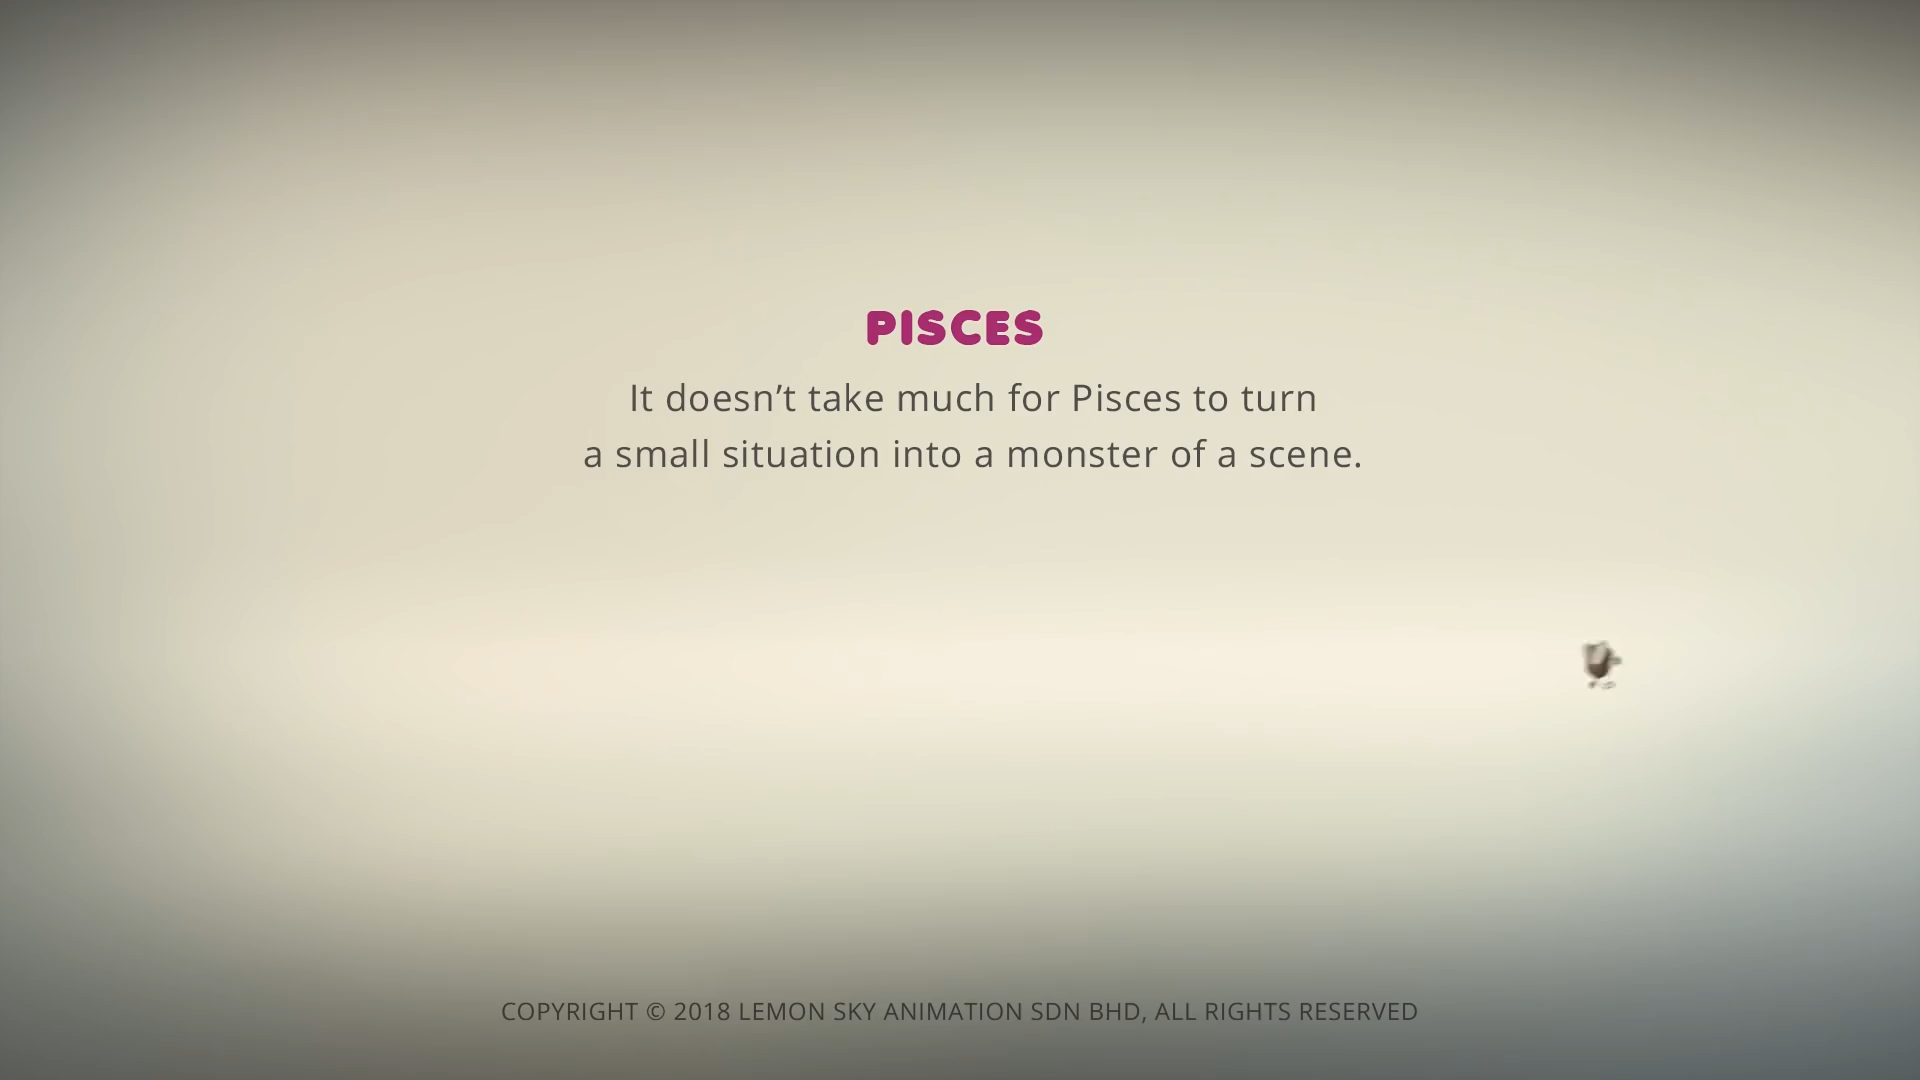 PISCES
It doesn’t take much for Pisces to turn
a small situation into a monster of a scene.
COPYRIGHT © 2018 LEMON SKY ANIMATION SDN BHD, ALL RIGHTS RESERVED